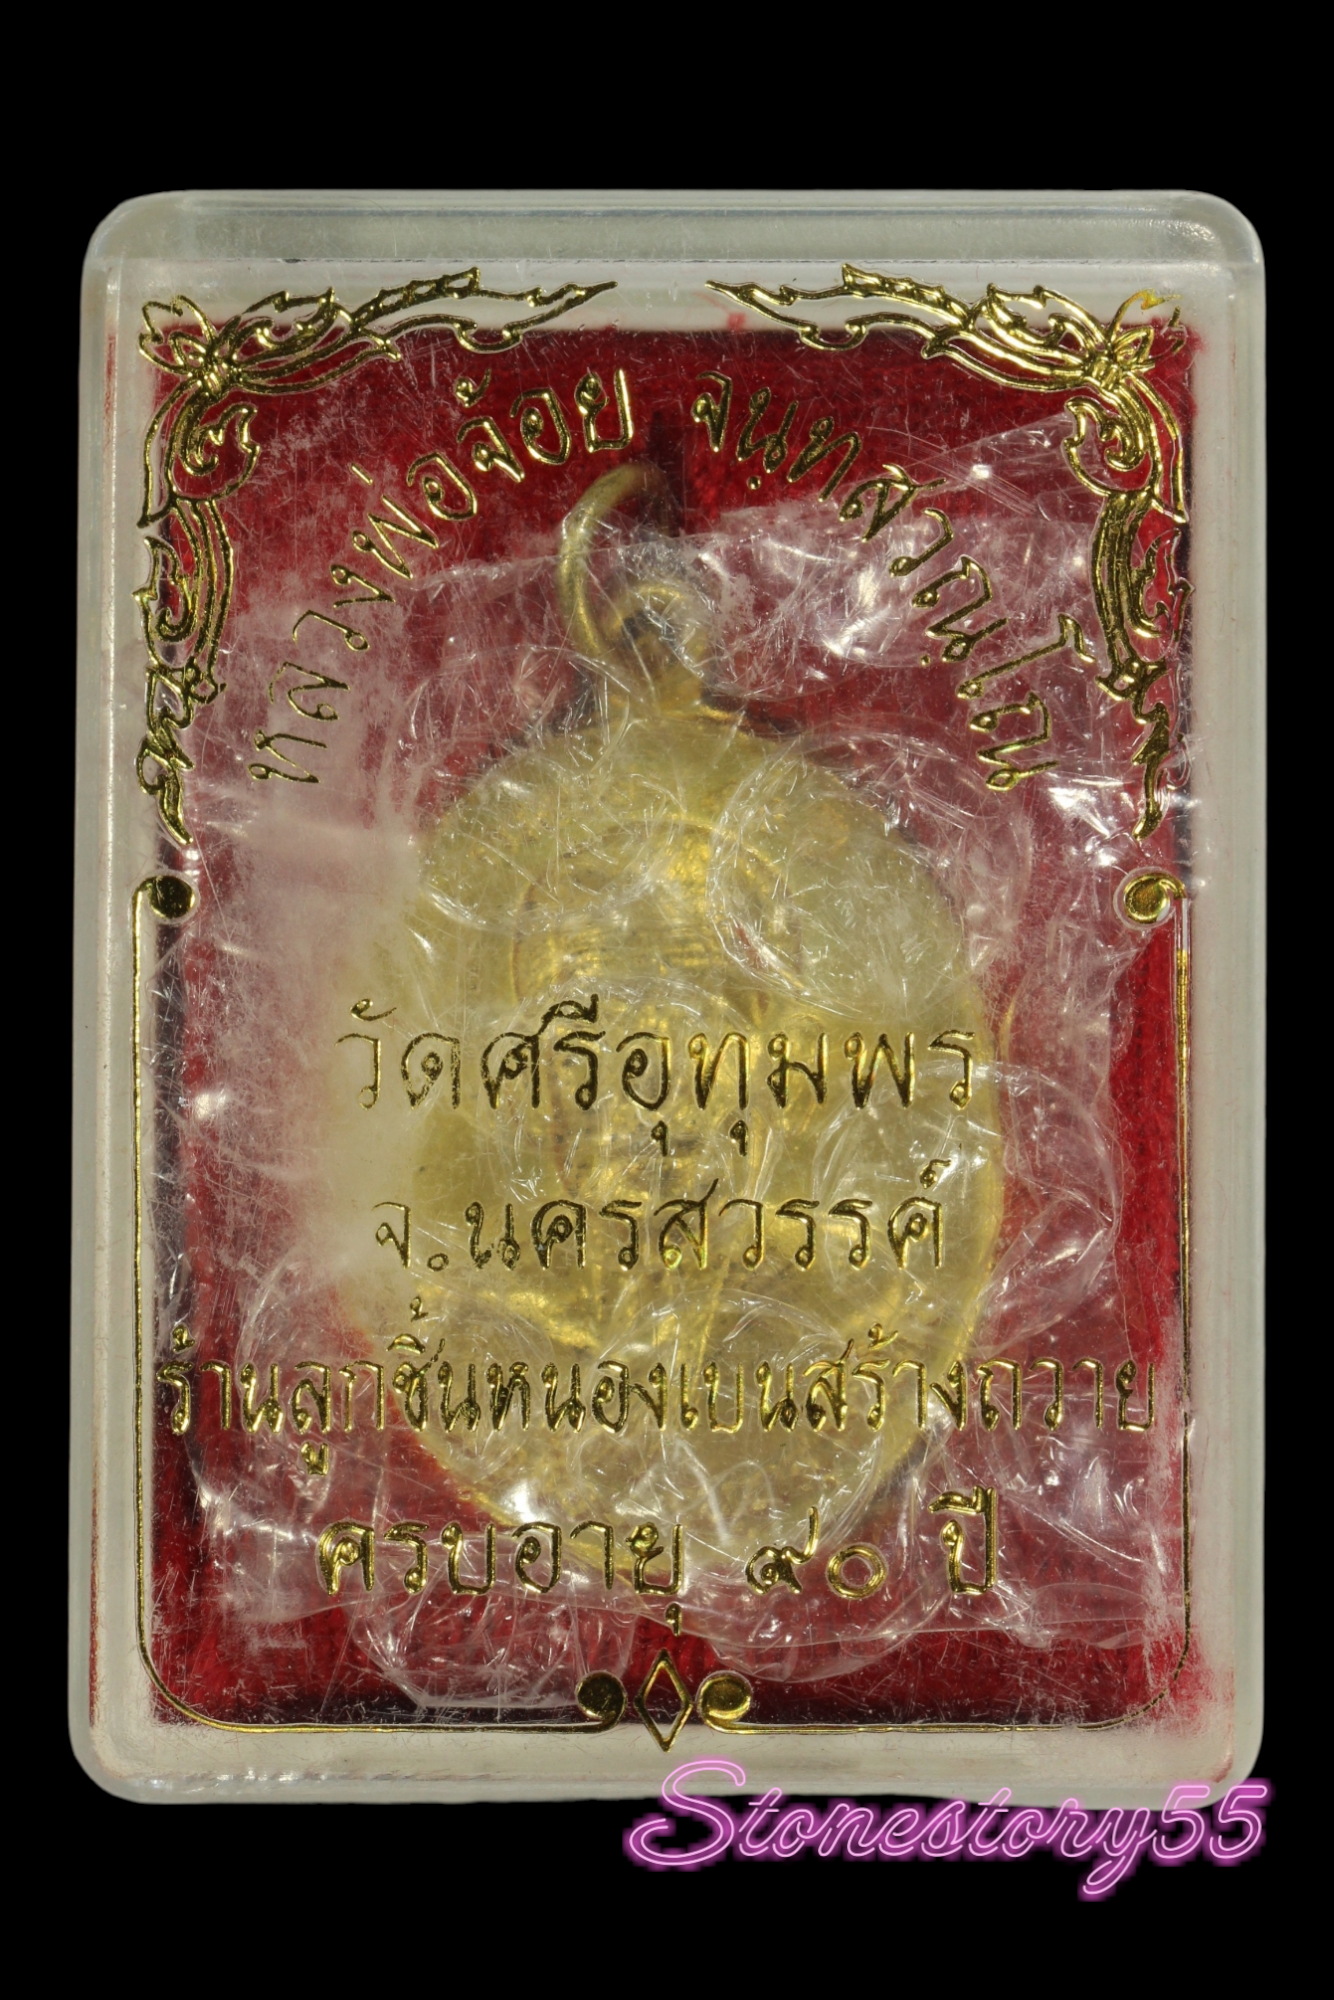 หลวงพ่อจ้อย จนฺทสุวณฺโณ
วัดศรีอุทุมพร
จ.นครสวรรค์
ร้านลูกชิ้นหนองเบนสร้างถวาย
ครบอายุ ๙๐ ปี
Stonestory55